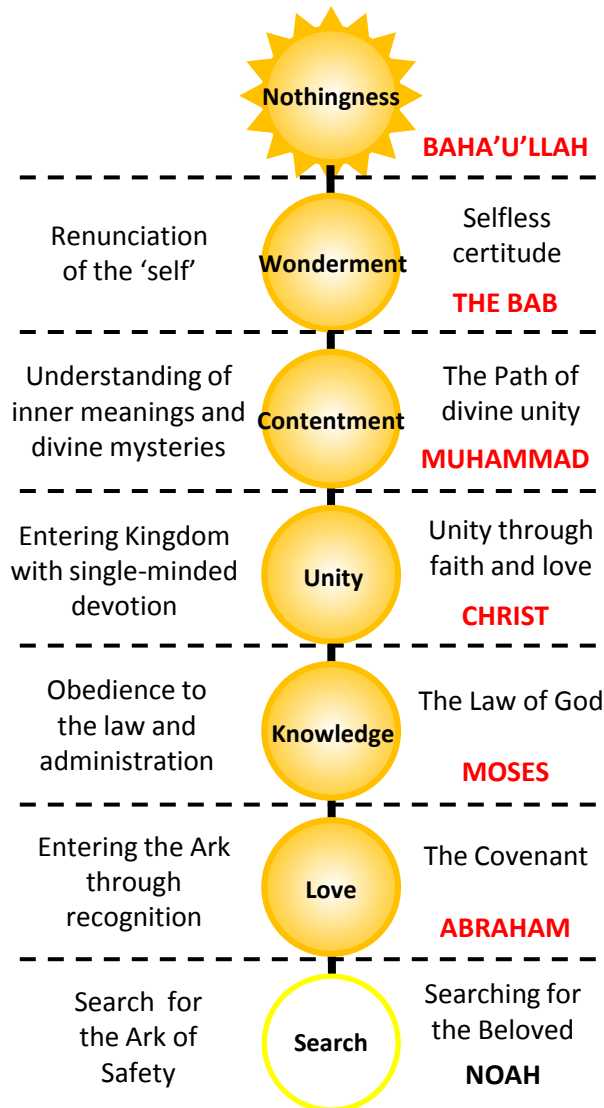 Nothingness
BAHA'U'LLAH
Renunciation
of the ‘self’
Wonderment
Selfless
certitude
THE BAB
Understanding of
inner meanings and
divine mysteries
Contentment
The Path of
divine unity
MUHAMMAD
Entering Kingdom
with single-minded
devotion
Unity
Unity through
faith and love
CHRIST
Obedience to
the law and
administration
Knowledge
The Law of God
MOSES
Entering the Ark
through
recognition
Love
The Covenant
ABRAHAM
Search for
the Ark of
Safety
Search
Searching for
the Beloved
NOAH